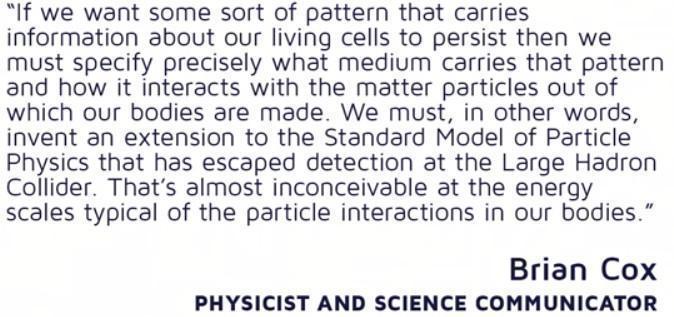 “If we want some sort of pattern that carries
information about our living cells to persist then we
must specify precisely what medium carries that pattern
and how it interacts with the matter particles out of
which our bodies are made. We must, in other words,
invent an extension to the Standard Model of Particle
Physics that has escaped detection at the Large Hadron
Collider. That’s almost inconceivable at the energy
scales typical of the particle interactions in our bodies.”
Brian Cox
PHYSICIST AND SCIENCE COMMUNICATOR